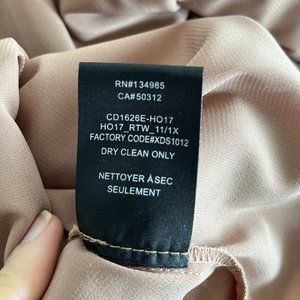 RN#134985
CA#50312
CD1626E-HO17
HO17_RTW_11/1X
FACTORY CODE#XDS1012
DRY CLEAN ONLY
NETTOYER À SEC
SEULEMENT